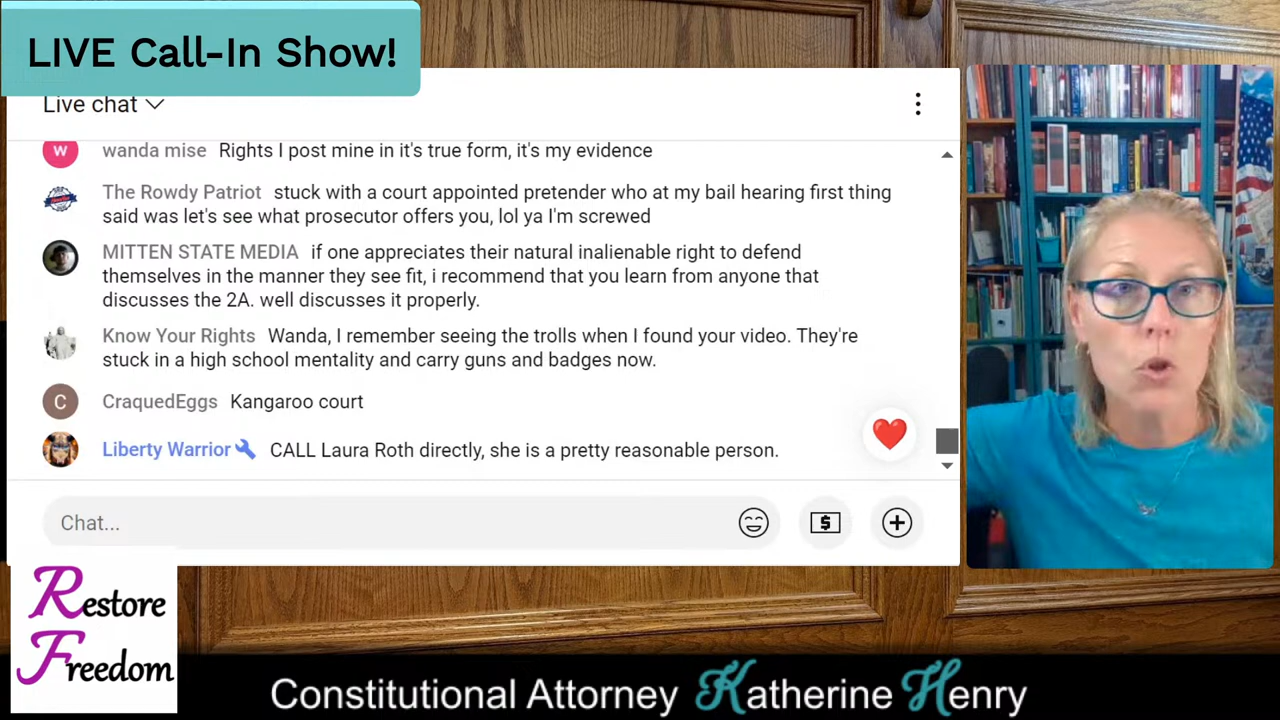 LIVE Call-In Show!
Live chat
W
wanda mise Rights I post mine in it's true form, it's my evidence
The Rowdy Patriot stuck with a court appointed pretender who at my bail hearing first thing
said was let's see what prosecutor offers you, lol ya I'm screwed
MITTEN STATE MEDIA if one appreciates their natural inalienable right to defend
themselves in the manner they see fit, i recommend that you learn from anyone that
discusses the 2A. well discusses it properly.
Know Your Rights Wanda, I remember seeing the trolls when I found your video. They're
stuck in a high school mentality and carry guns and badges now.
C
CraquedEggs Kangaroo court
Liberty Warrior CALL Laura Roth directly, she is a pretty reasonable person.
Chat...
$
Restore
Freedom
Constitutional Attorney Katherine Henry